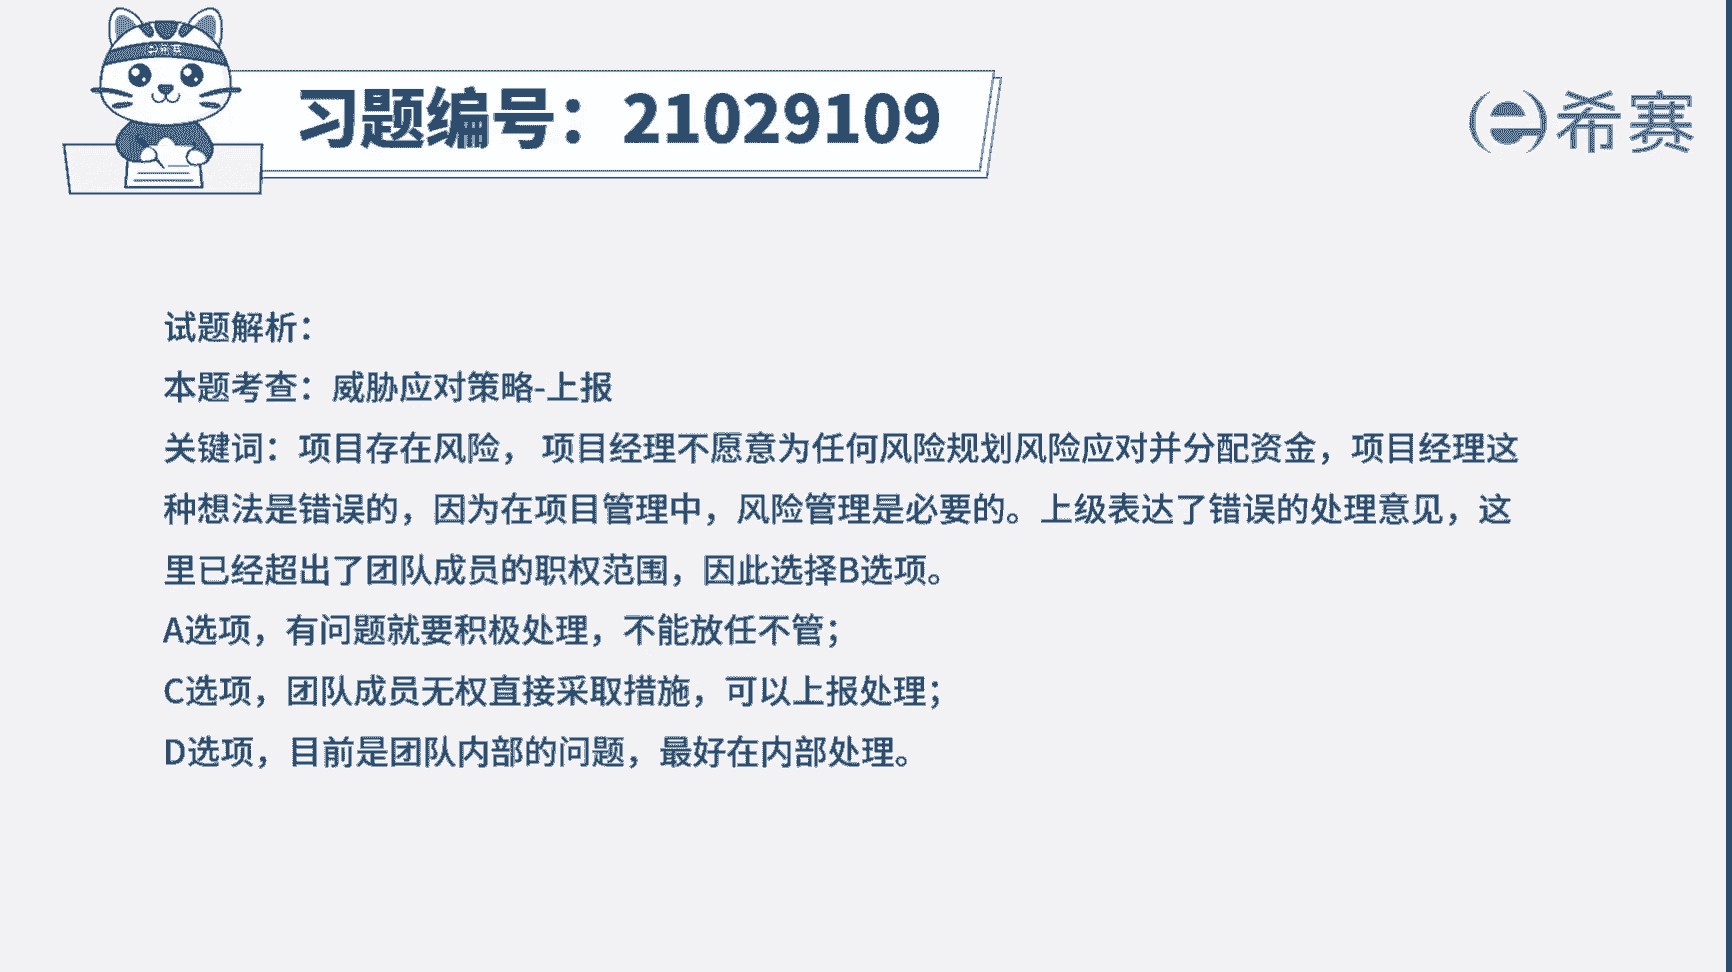 e希赛
习题编号：21029109
e希赛
试题解析：
本题考查：威胁应对策略-上报
关键词：项目存在风险， 项目经理不愿意为任何风险规划风险应对并分配资金，项目经理这
种想法是错误的，因为在项目管理中，风险管理是必要的。上级表达了错误的处理意见，这
里已经超出了团队成员的职权范围，因此选择B选项。
A选项，有问题就要积极处理，不能放任不管；
C选项，团队成员无权直接采取措施，可以上报处理；
D选项，目前是团队内部的问题，最好在内部处理。